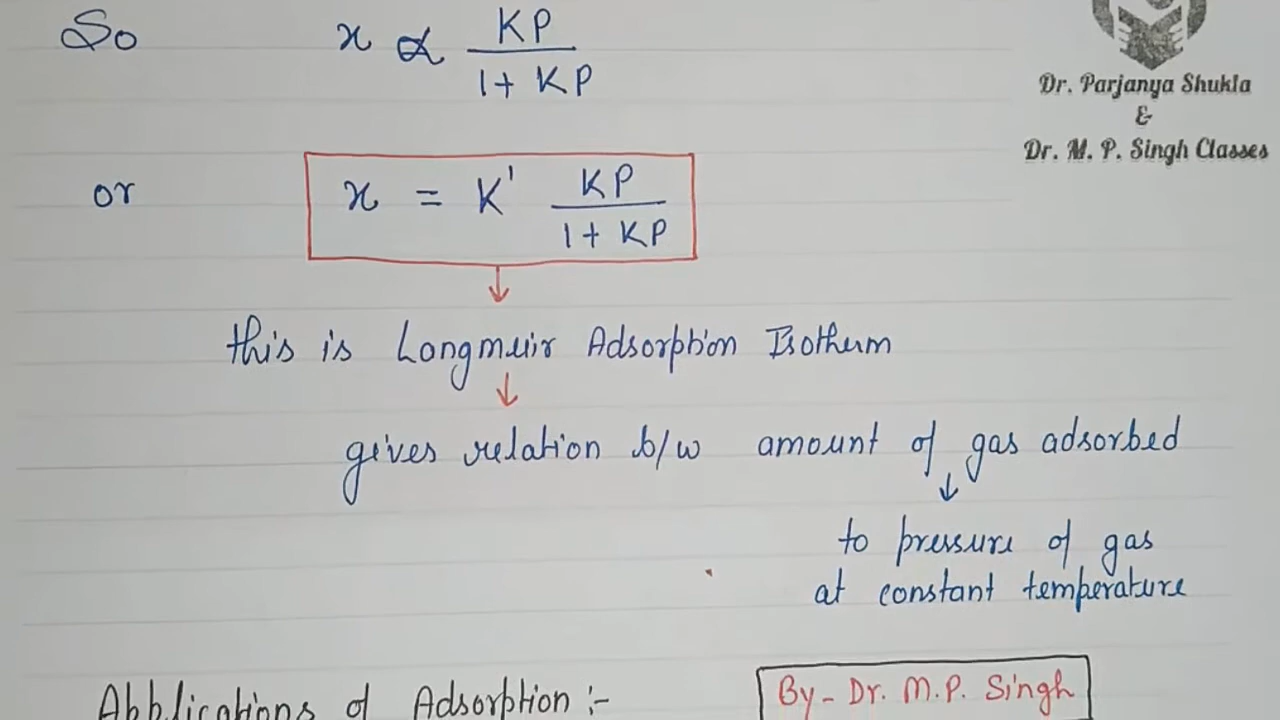 So x ∝ KP / 1 + KP
Dr. Parjanya Shukla
&
Dr. M. P. Singh Classes
or x = K' KP / 1 + KP
this is Longmuir Adsorption Isotherm
gives relation b/w amount of gas adsorbed
to pressure of gas
at constant temperature
Applications of Adsorption :-
By - Dr. M.P. Singh